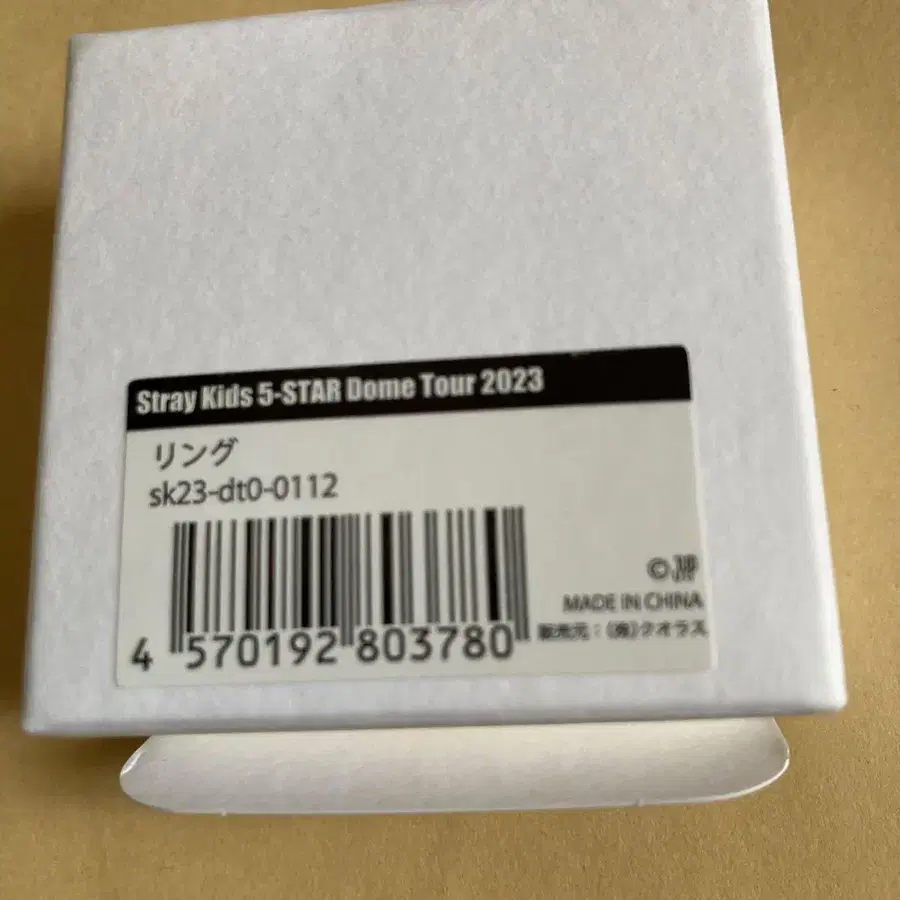 Stray Kids 5-STAR Dome Tour 2023
リング
sk23-dt0-0112
4 570192 803780
©JYP
MADE IN CHINA
販売元：(株)クオラス